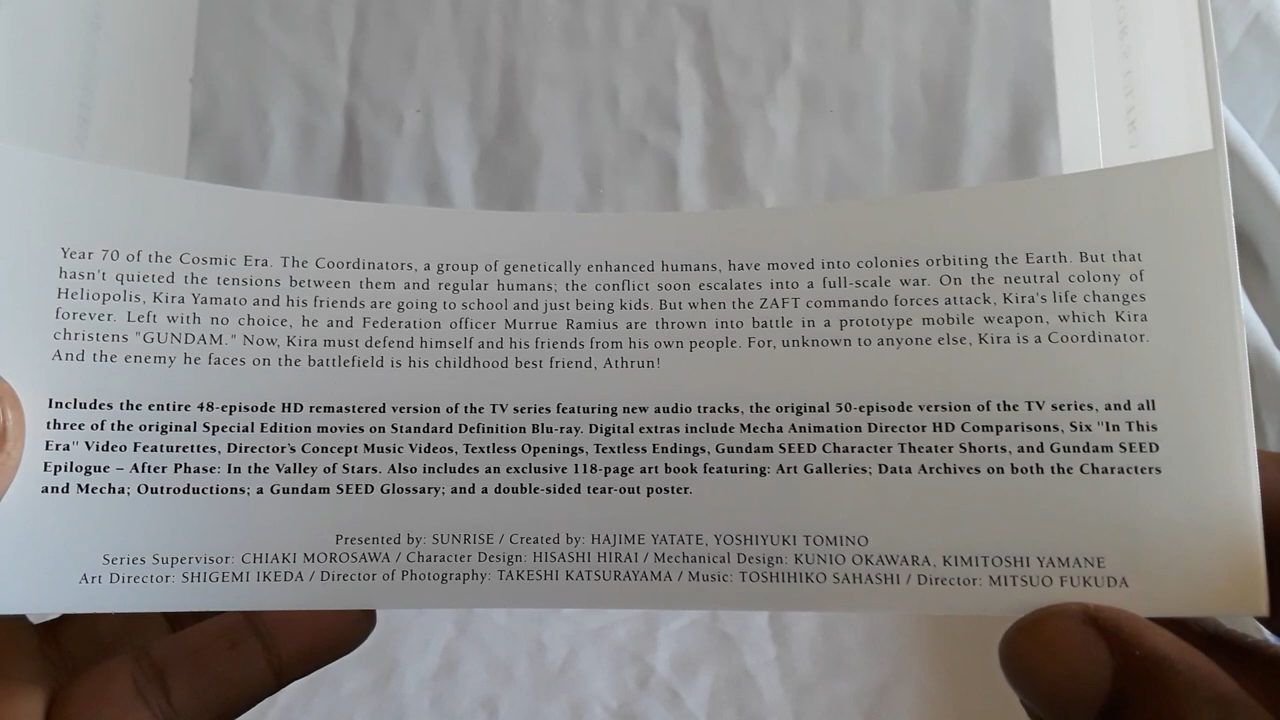 Year 70 of the Cosmic Era. The Coordinators, a group of genetically enhanced humans, have moved into colonies orbiting the Earth. But that
hasn't quieted the tensions between them and regular humans; the conflict soon escalates into a full-scale war. On the neutral colony of
Heliopolis, Kira Yamato and his friends are going to school and just being kids. But when the ZAFT commando forces attack, Kira's life changes
forever. Left with no choice, he and Federation officer Murrue Ramius are thrown into battle in a prototype mobile weapon, which Kira
christens "GUNDAM." Now, Kira must defend himself and his friends from his own people. For, unknown to anyone else, Kira is a Coordinator.
And the enemy he faces on the battlefield is his childhood best friend, Athrun!
Includes the entire 48-episode HD remastered version of the TV series featuring new audio tracks, the original 50-episode version of the TV series, and all
three of the original Special Edition movies on Standard Definition Blu-ray. Digital extras include Mecha Animation Director HD Comparisons, Six "In This
Era" Video Featurettes, Director's Concept Music Videos, Textless Openings, Textless Endings, Gundam SEED Character Theater Shorts, and Gundam SEED
Epilogue – After Phase: In the Valley of Stars. Also includes an exclusive 118-page art book featuring: Art Galleries; Data Archives on both the Characters
and Mecha; Outroductions; a Gundam SEED Glossary; and a double-sided tear-out poster.
Presented by: SUNRISE / Created by: HAJIME YATATE, YOSHIYUKI TOMINO
Series Supervisor: CHIAKI MOROSAWA / Character Design: HISASHI HIRAI / Mechanical Design: KUNIO OKAWARA, KIMITOSHI YAMANE
Art Director: SHIGEMI IKEDA / Director of Photography: TAKESHI KATSURAYAMA / Music: TOSHIHIKO SAHASHI / Director: MITSUO FUKUDA